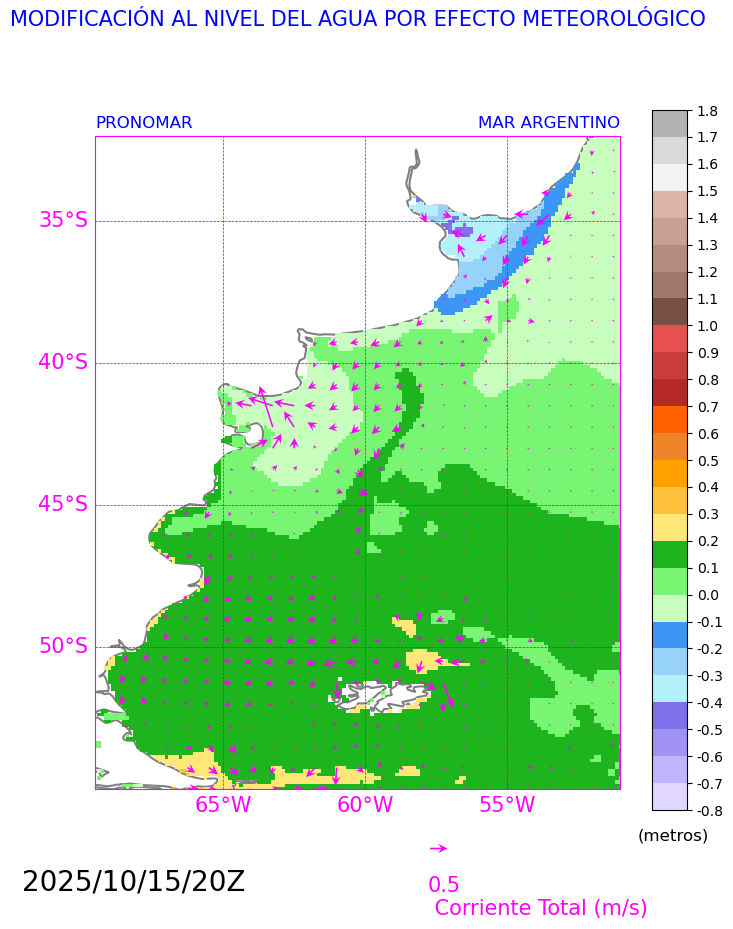 MODIFICACIÓN AL NIVEL DEL AGUA POR EFECTO METEOROLÓGICO
PRONOMAR
MAR ARGENTINO
35°S
40°S
45°S
50°S
65°W
60°W
55°W
1.8
1.7
1.6
1.5
1.4
1.3
1.2
1.1
1.0
0.9
0.8
0.7
0.6
0.5
0.4
0.3
0.2
0.1
0.0
-0.1
-0.2
-0.3
-0.4
-0.5
-0.6
-0.7
-0.8
(metros)
2025/10/15/20Z
0.5
Corriente Total (m/s)